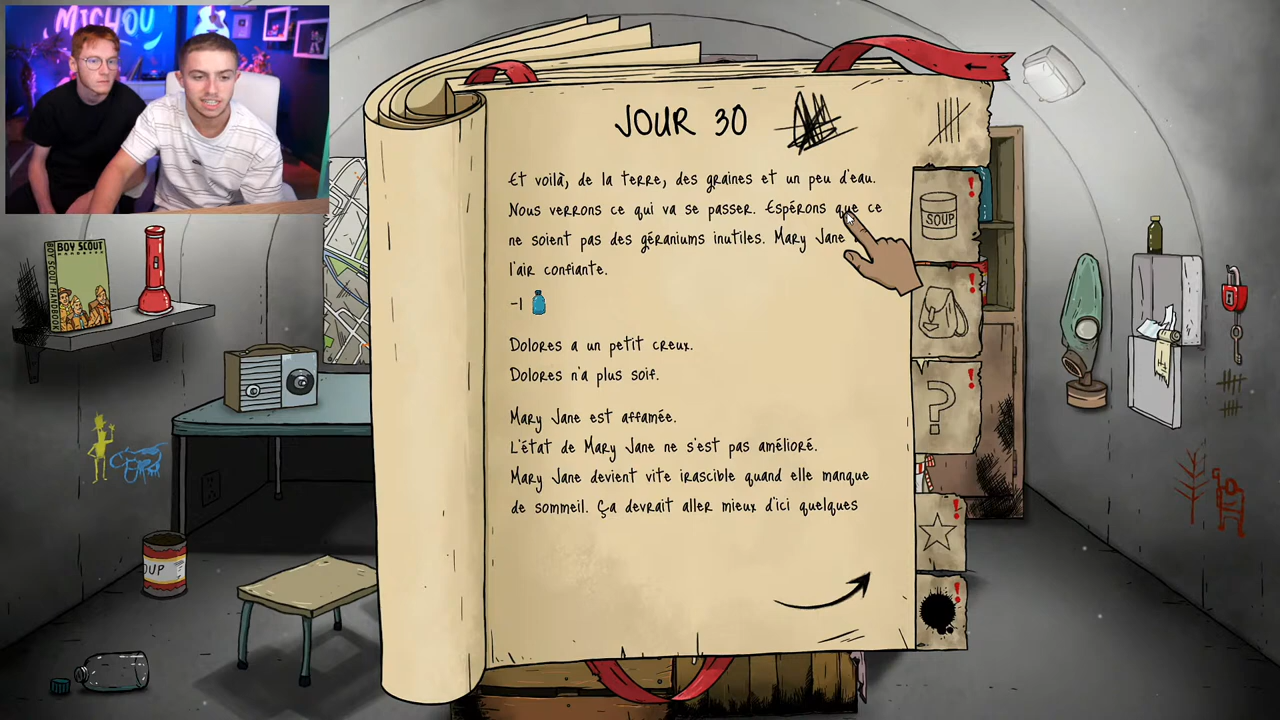 MICHOU
JOUR 30
Et voilà, de la terre, des graines et un peu d'eau.
Nous verrons ce qui va se passer. Espérons que ce
ne soient pas des géraniums inutiles. Mary Jane
l'air confiante.
-1
Dolores a un petit creux.
Dolores n'a plus soif.
Mary Jane est affamée.
L'état de Mary Jane ne s'est pas amélioré.
Mary Jane devient vite irascible quand elle manque
de sommeil. Ça devrait aller mieux d'ici quelques
SOUP
!
!
?
!
!
!
BOY SCOUT
HANDBOOK
BOY SCOUT HANDBOOK
OUP